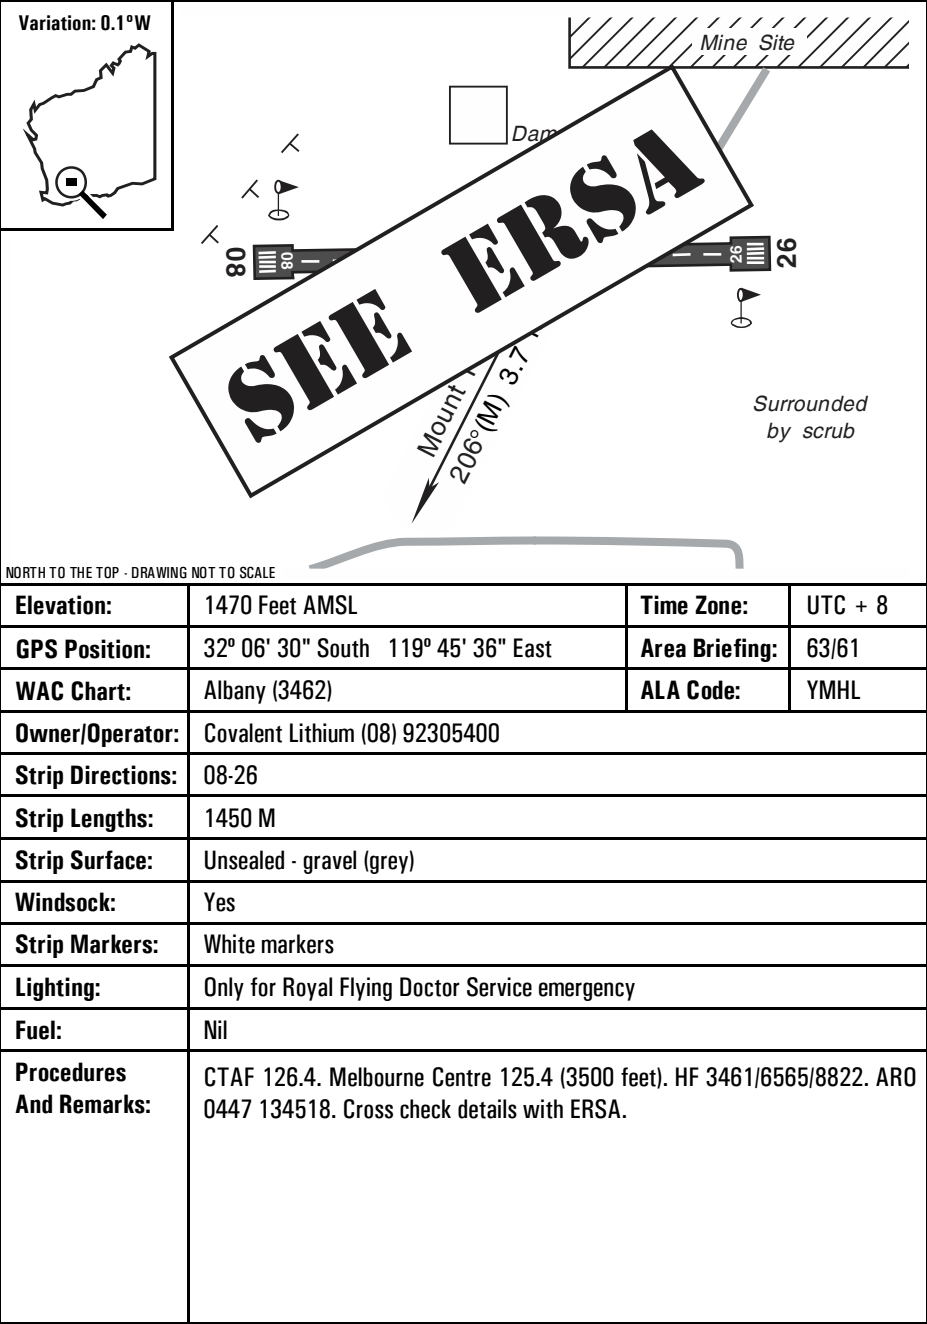 Variation: 0.1°W
Mine Site
Dam
SEE ERSA
08
08
26
26
Mount
206°(M) 3.7
Surrounded
by scrub
NORTH TO THE TOP - DRAWING NOT TO SCALE
Elevation: 1470 Feet AMSL Time Zone: UTC + 8
GPS Position: 32º 06' 30" South 119º 45' 36" East Area Briefing: 63/61
WAC Chart: Albany (3462) ALA Code: YMHL
Owner/Operator: Covalent Lithium (08) 92305400
Strip Directions: 08-26
Strip Lengths: 1450 M
Strip Surface: Unsealed - gravel (grey)
Windsock: Yes
Strip Markers: White markers
Lighting: Only for Royal Flying Doctor Service emergency
Fuel: Nil
Procedures
And Remarks:
CTAF 126.4. Melbourne Centre 125.4 (3500 feet). HF 3461/6565/8822. ARO
0447 134518. Cross check details with ERSA.